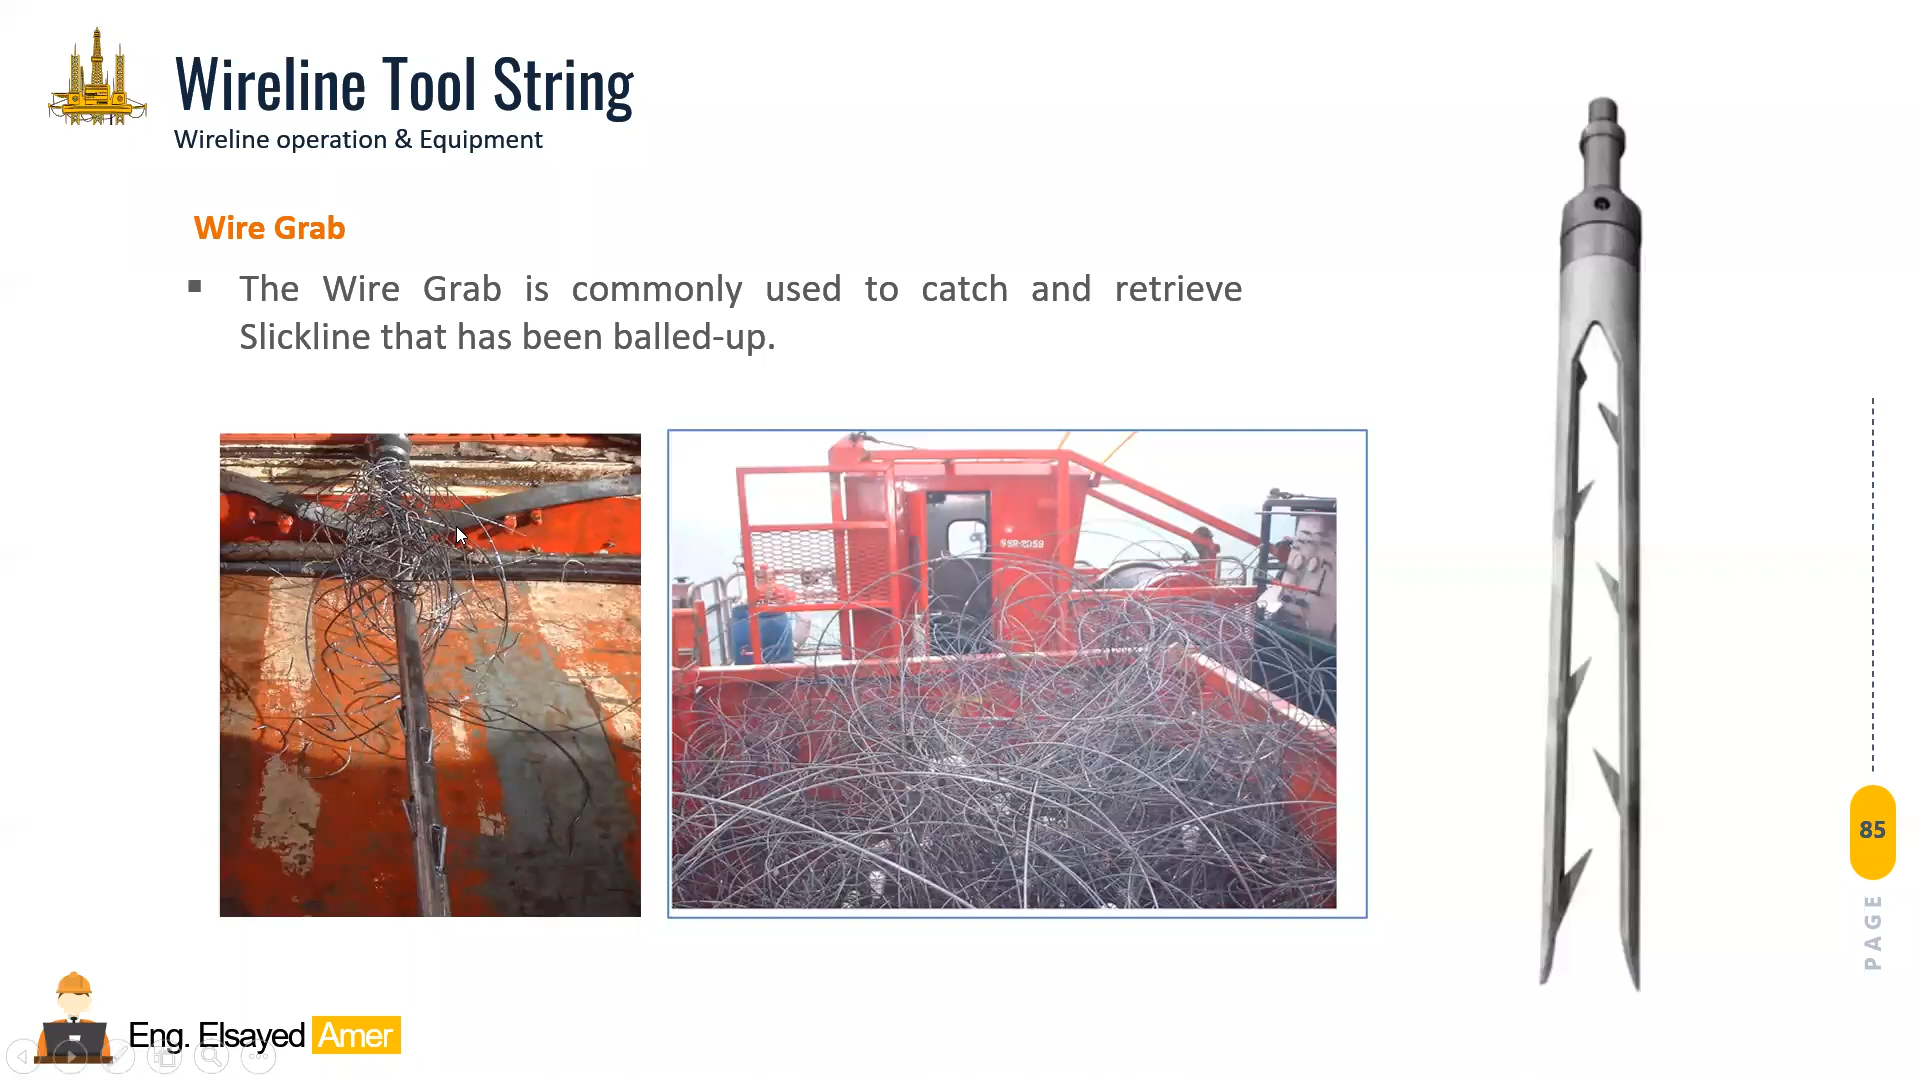 Wireline Tool String
Wireline operation & Equipment
Wire Grab
▪ The Wire Grab is commonly used to catch and retrieve
Slickline that has been balled-up.
85
PAGE
Eng. Elsayed Amer